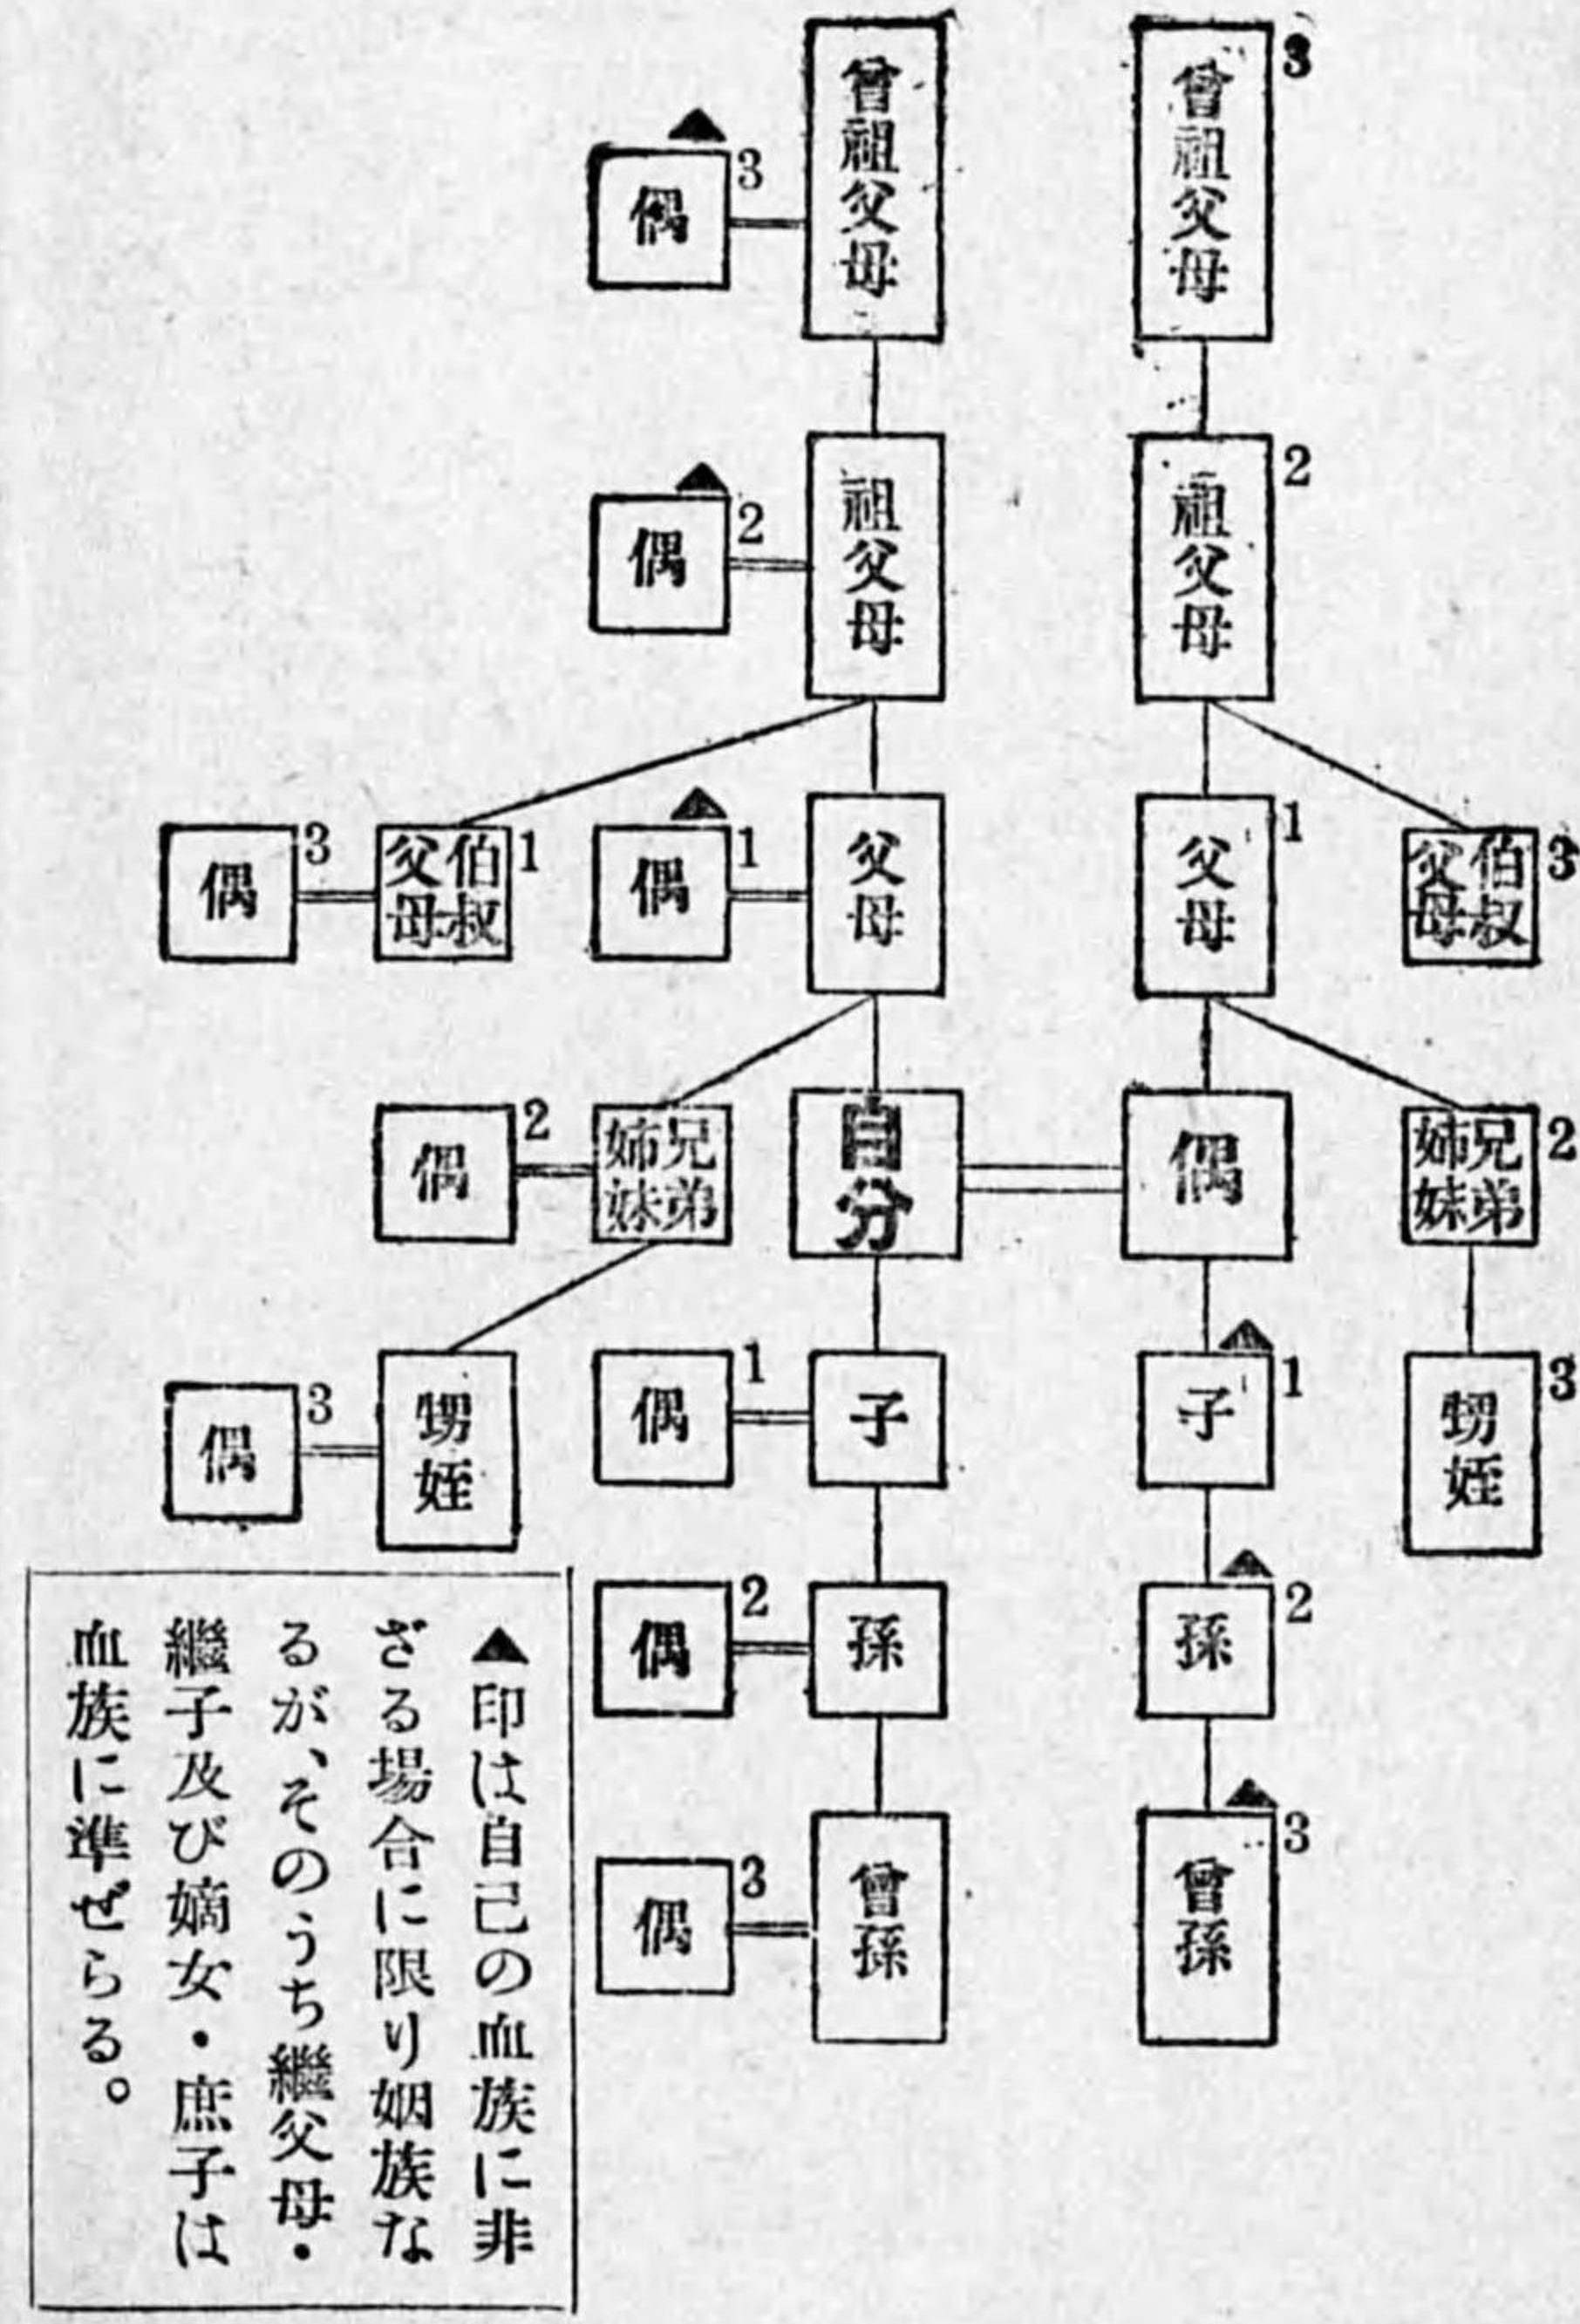 曾祖父母
3
曾祖父母
偶
3
祖父母
2
祖父母
偶
2
伯叔父母
3
父母
1
父母
偶
1
伯叔父母
1
偶
3
兄弟姉妹
2
偶
自分
兄弟姉妹
偶
2
甥姪
3
子
1
子
偶
1
甥姪
偶
3
孫
2
孫
偶
2
曾孫
3
曾孫
偶
3
▲印は自己の血族に非
ざる場合に限り姻族な
るが、そのうち繼父母・
繼子及び嫡女・庶子は
血族に準ぜらる。